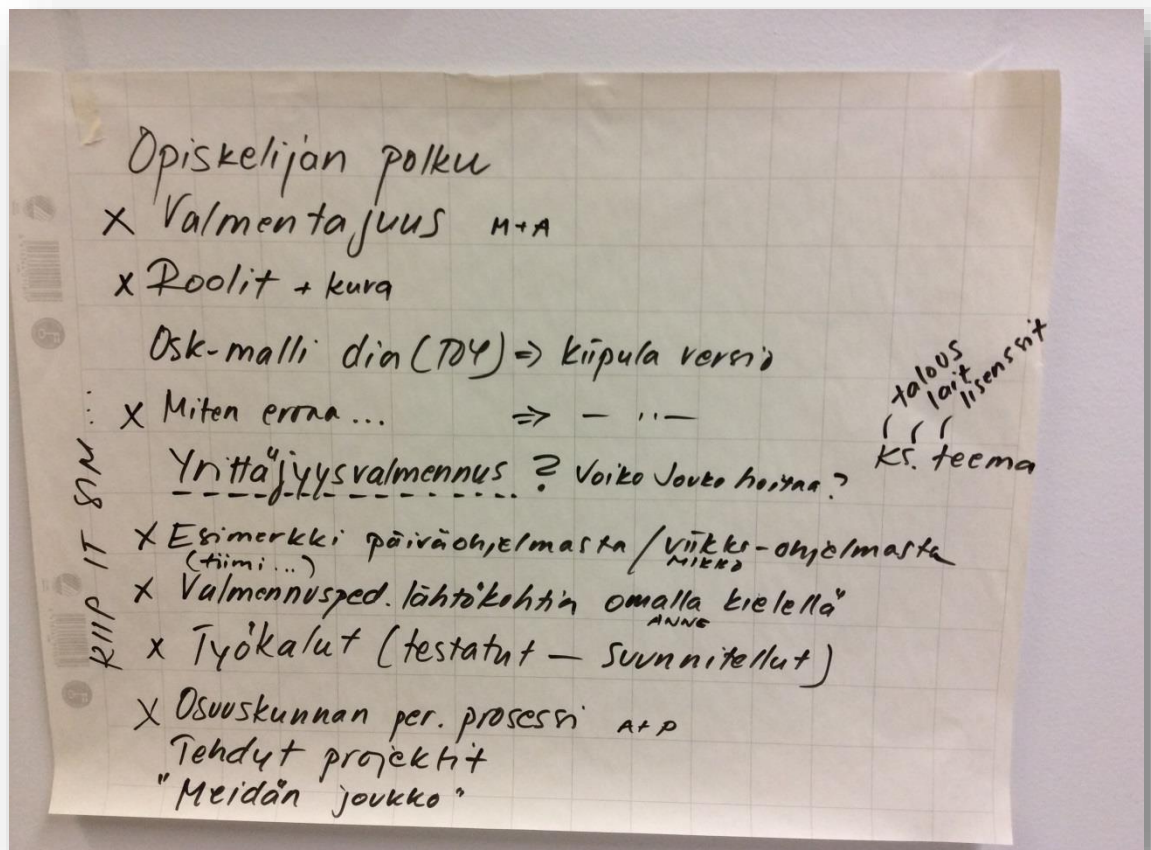 Opiskelijan polku
X Valmentajuus M+A
X Roolit + kuva
Osk-malli dia (TOY) => Kiipula versio
X Miten eroaa... => — ..—
talous
lait
lisenssit
ks. teema
Yrittäjyysvalmennus ? Voiko Jouko hoitaa?
X Esimerkki päiväohjelmasta / viikko-ohjelmasta
(tiimi...) MIKKO
X Valmennusped. lähtökohtia omalla kielellä"
ANNE
X Työkalut (testatut — suunnitellut)
X Osuuskunnan per. prosessi A+P
Tehdyt projektit
"Meidän joukko"
KIIP IT SIM...